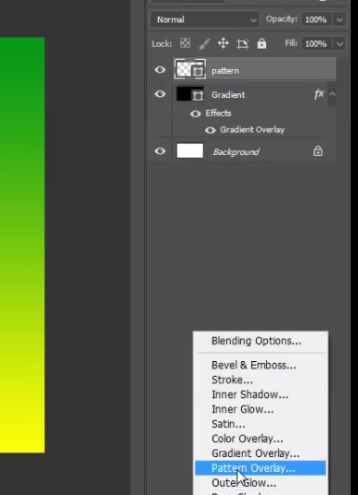 Normal Opacity: 100%
Lock: Fill: 100%
pattern
Gradient fx
Effects
Gradient Overlay
Background
Blending Options...
Bevel & Emboss...
Stroke...
Inner Shadow...
Inner Glow...
Satin...
Color Overlay...
Gradient Overlay...
Pattern Overlay...
Outer Glow...